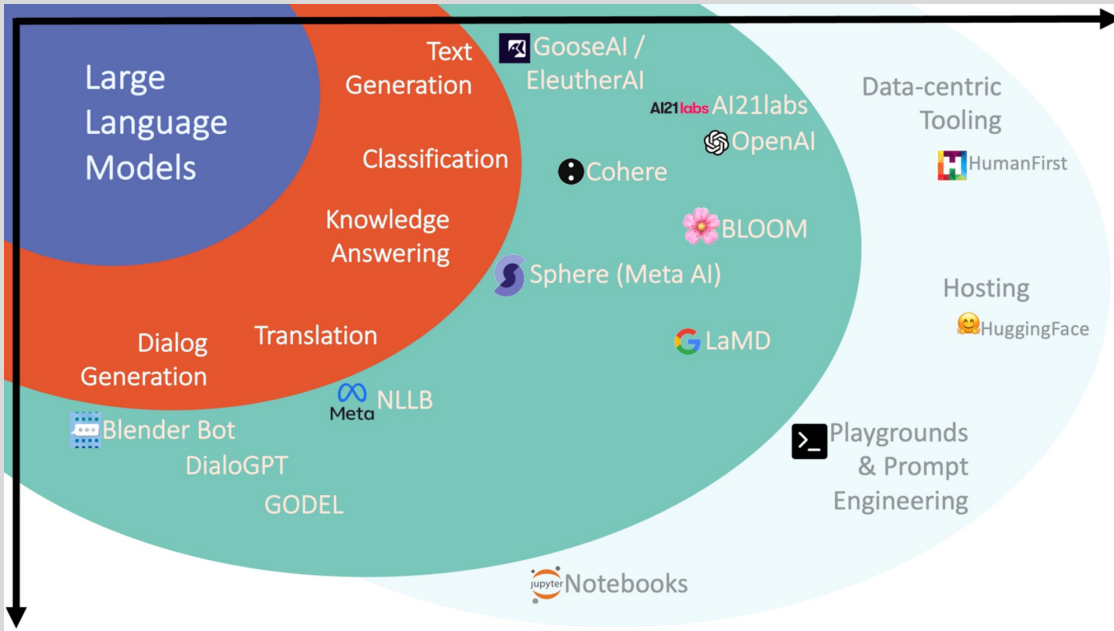 Large
Language
Models
Text
Generation
Classification
Knowledge
Answering
Translation
Dialog
Generation
GooseAI /
EleutherAI
AI21labs AI21labs
OpenAI
Cohere
BLOOM
Sphere (Meta AI)
LaMD
Meta NLLB
Blender Bot
DialoGPT
GODEL
Data-centric
Tooling
HumanFirst
Hosting
HuggingFace
>_ Playgrounds
& Prompt
Engineering
jupyter Notebooks